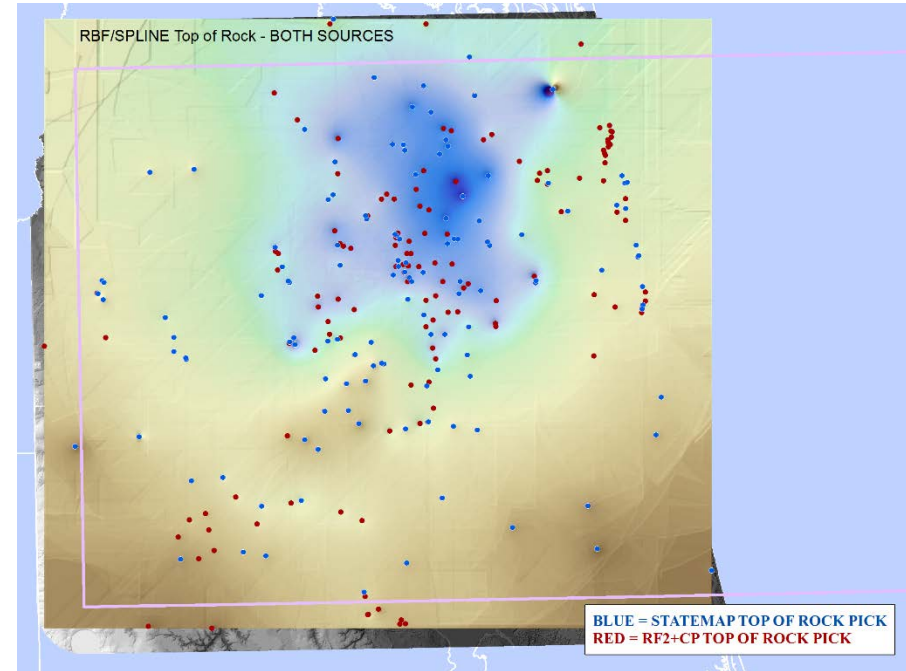 RBF/SPLINE Top of Rock - BOTH SOURCES
BLUE = STATEMAP TOP OF ROCK PICK
RED = RF2+CP TOP OF ROCK PICK